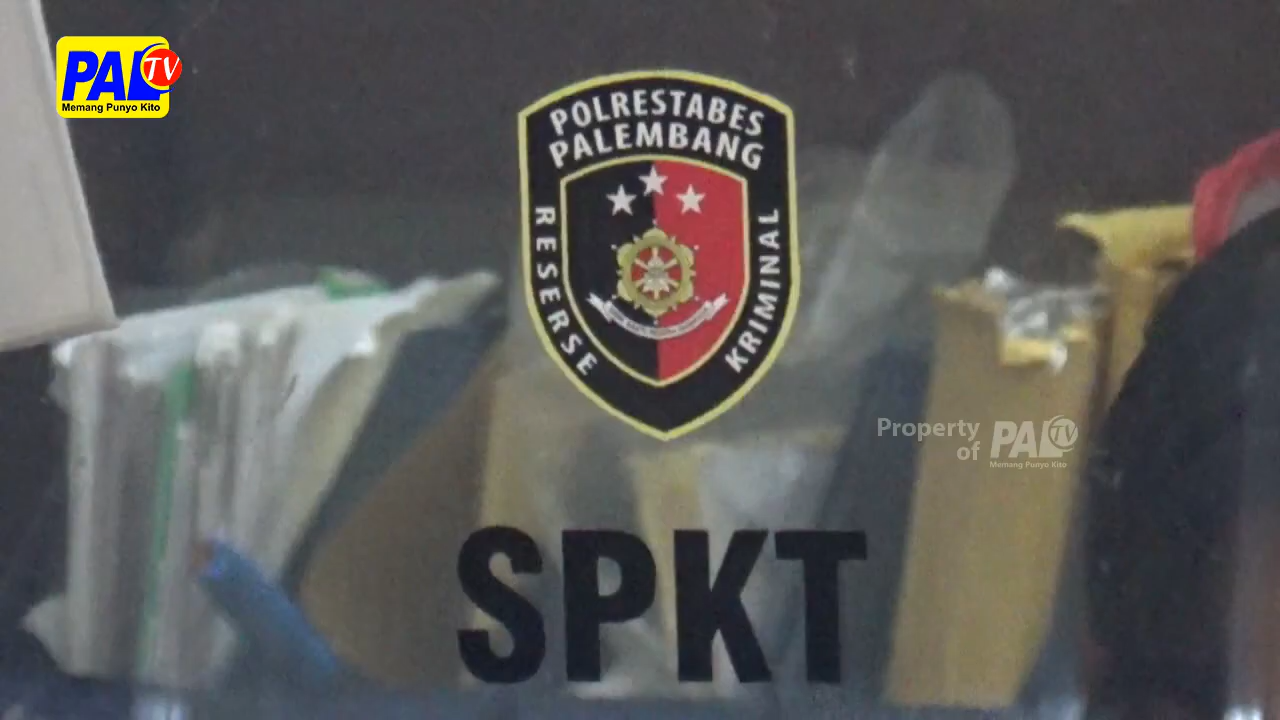 PAL TV
Memang Punyo Kito
POLRESTABES
PALEMBANG
RESERSE
KRIMINAL
Property
of
PAL TV
Memang Punyo Kito
SPKT